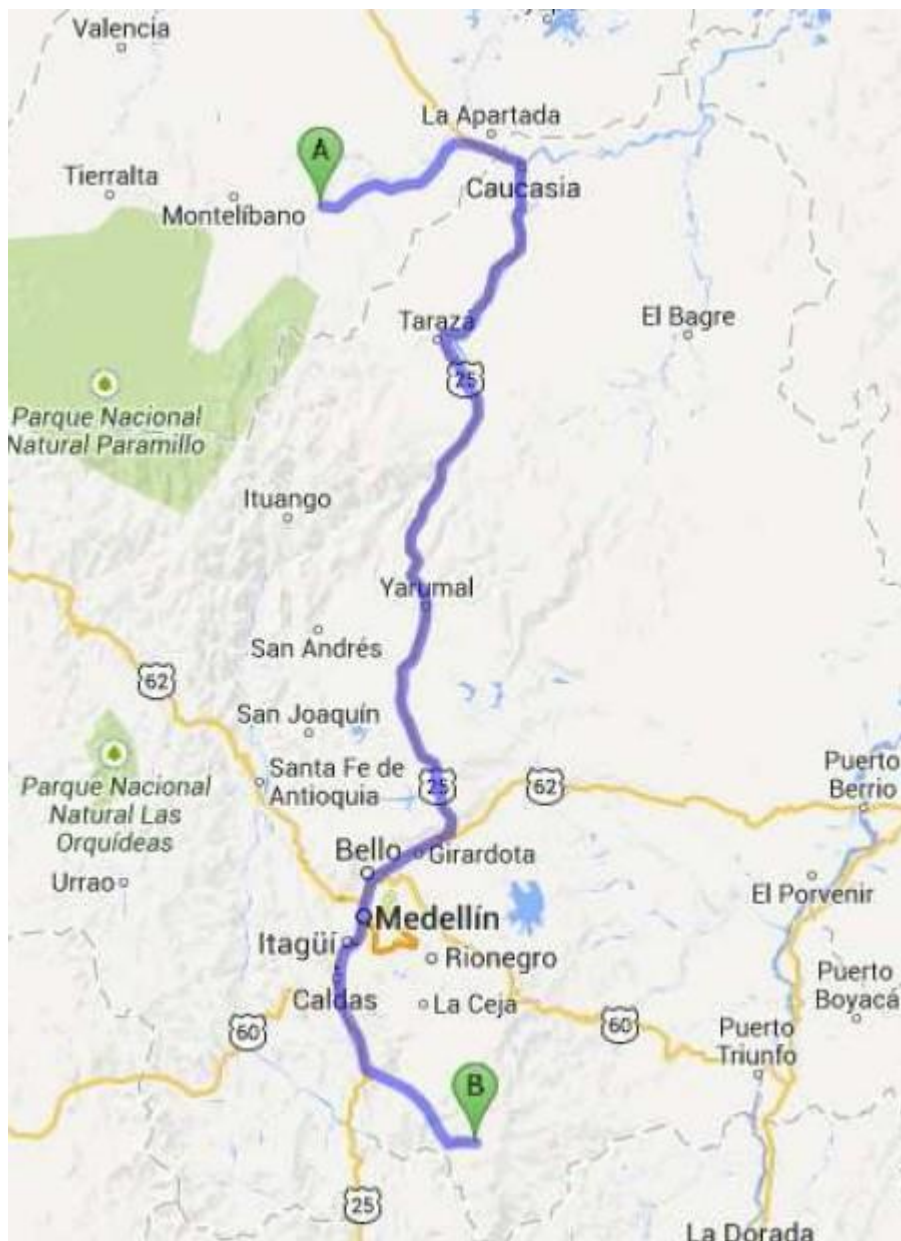 Valencia
La Apartada
A
Tierralta
Montelíbano
Caucasia
Tarazá
El Bagre
25
Parque Nacional
Natural Paramillo
Ituango
Yarumal
San Andrés
62
San Joaquín
Santa Fe de
Antioquia
25
62
Puerto
Berrio
Parque Nacional
Natural Las
Orquídeas
Bello
Girardota
Urrao
El Porvenir
Medellín
Itagüí
Rionegro
Caldas
La Ceja
Puerto
Boyacá
60
60
Puerto
Triunfo
B
25
La Dorada